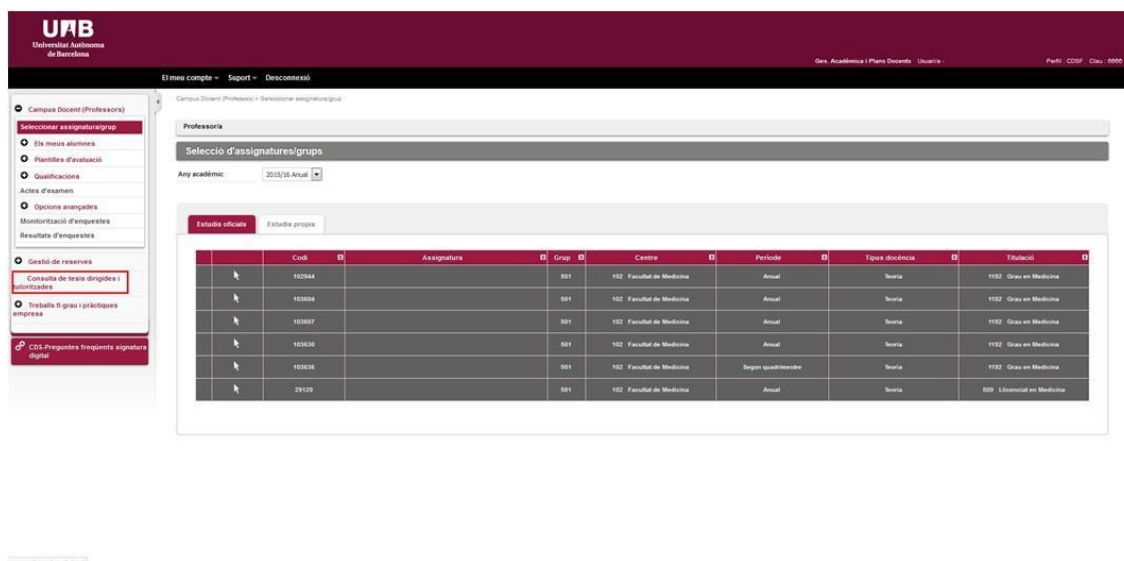 UAB
Universitat Autònoma
de Barcelona
Ges. Acadèmica i Plans Docents Usuari/a - Perfil : CDSF Clau : 6666
El meu compte Suport Desconnexió
Campus Docent (Professors) > Seleccionar assignatura/grup
Campus Docent (Professors)
Seleccionar assignatura/grup
Els meus alumnes
Plantilles d'avaluació
Qualificacions
Actes d'examen
Opcions avançades
Monitorització d'enquestes
Resultats d'enquestes
Gestió de reserves
Consulta de tesis dirigides i
tutoritzades
Treballs fi grau i pràctiques
empresa
CDS-Preguntes freqüents signatura
digital
Professor/a
Selecció d'assignatures/grups
Any acadèmic 2015/16 Anual
Estudis oficials Estudis propis
Codi Assignatura Grup Centre Període Tipus docència Titulació
102944 501 102 Facultat de Medicina Anual Teoria 1192 Grau en Medicina
103604 501 102 Facultat de Medicina Anual Teoria 1192 Grau en Medicina
103607 501 102 Facultat de Medicina Anual Teoria 1192 Grau en Medicina
103630 501 102 Facultat de Medicina Anual Teoria 1192 Grau en Medicina
103636 501 102 Facultat de Medicina Segon quadrimestre Teoria 1192 Grau en Medicina
29129 501 102 Facultat de Medicina Anual Teoria 509 Llicenciat en Medicina